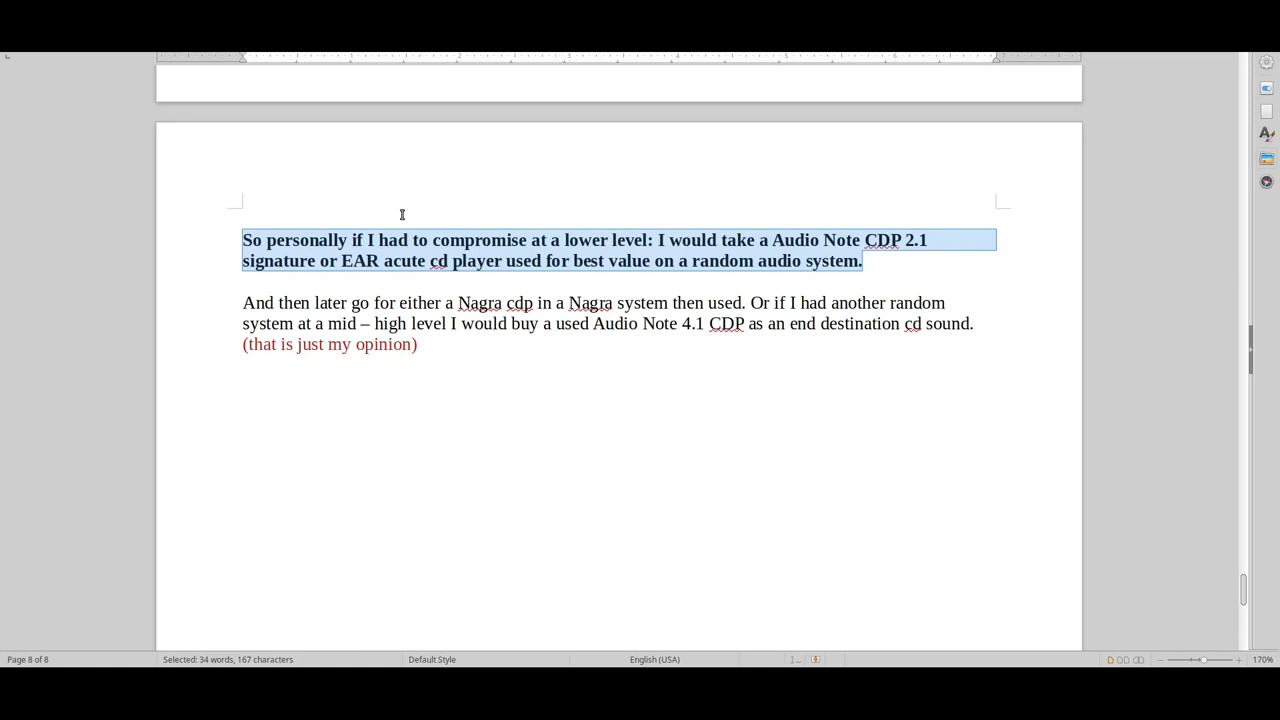 So personally if I had to compromise at a lower level: I would take a Audio Note CDP 2.1
signature or EAR acute cd player used for best value on a random audio system.
And then later go for either a Nagra cdp in a Nagra system then used. Or if I had another random
system at a mid – high level I would buy a used Audio Note 4.1 CDP as an end destination cd sound.
(that is just my opinion)
Page 8 of 8 Selected: 34 words, 167 characters Default Style English (USA) 170%